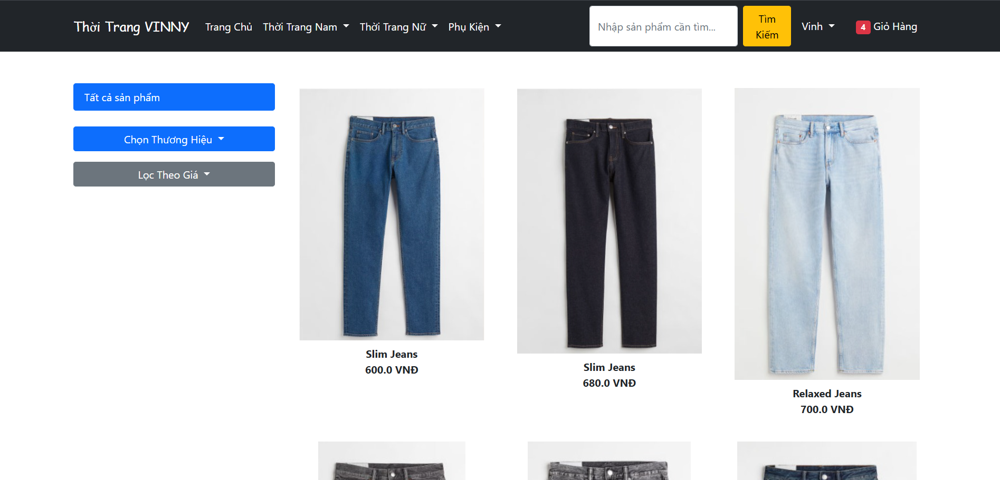 Thời Trang VINNY
Trang Chủ
Thời Trang Nam
Thời Trang Nữ
Phụ Kiện
Nhập sản phẩm cần tìm...
Tìm
Kiếm
Vinh
4 Giỏ Hàng
Tất cả sản phẩm
Chọn Thương Hiệu
Lọc Theo Giá
Slim Jeans
600.0 VNĐ
Slim Jeans
680.0 VNĐ
Relaxed Jeans
700.0 VNĐ